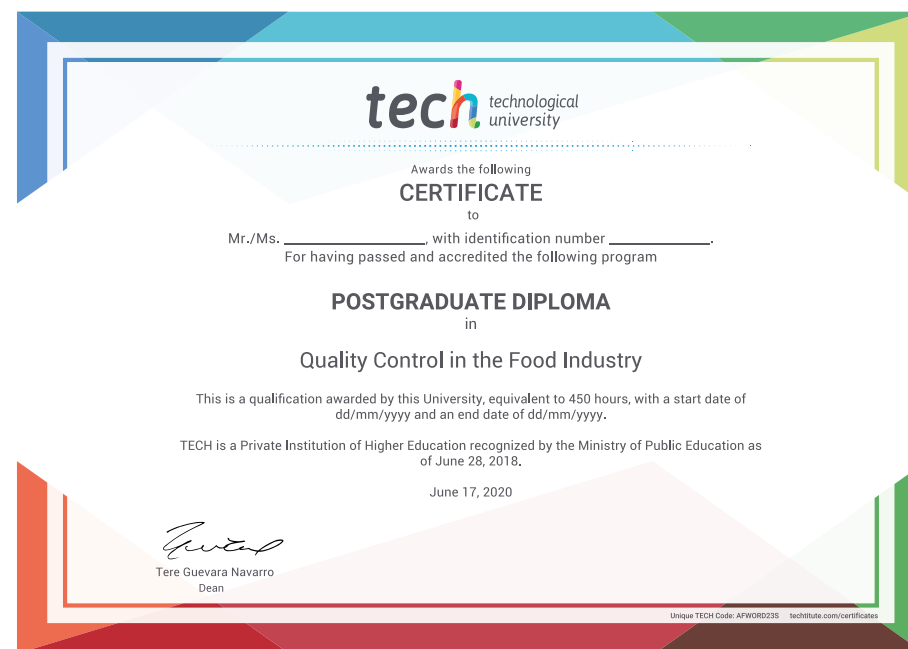 tech technological
university
Awards the following
CERTIFICATE
to
Mr./Ms. ____________________, with identification number ______________.
For having passed and accredited the following program
POSTGRADUATE DIPLOMA
in
Quality Control in the Food Industry
This is a qualification awarded by this University, equivalent to 450 hours, with a start date of
dd/mm/yyyy and an end date of dd/mm/yyyy.
TECH is a Private Institution of Higher Education recognized by the Ministry of Public Education as
of June 28, 2018.
June 17, 2020
Tere Guevara Navarro
Dean
Unique TECH Code: AFWORD23S techtitute.com/certificates